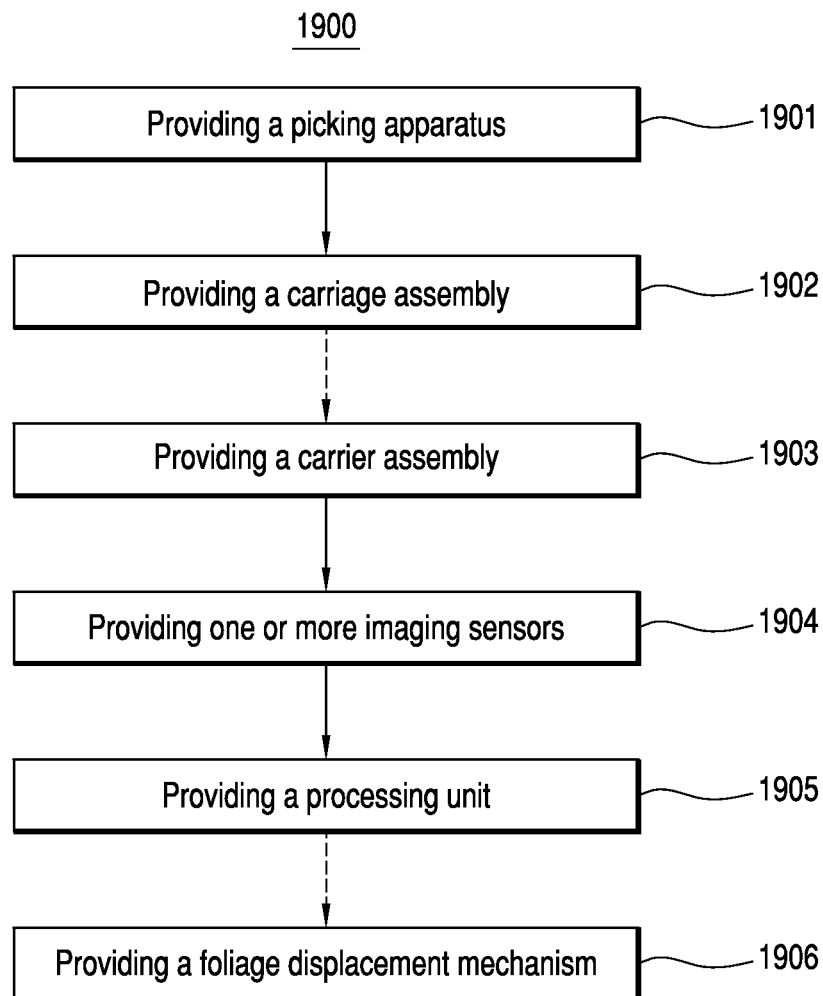 1900
Providing a picking apparatus
1901
Providing a carriage assembly
1902
Providing a carrier assembly
1903
Providing one or more imaging sensors
1904
Providing a processing unit
1905
Providing a foliage displacement mechanism
1906